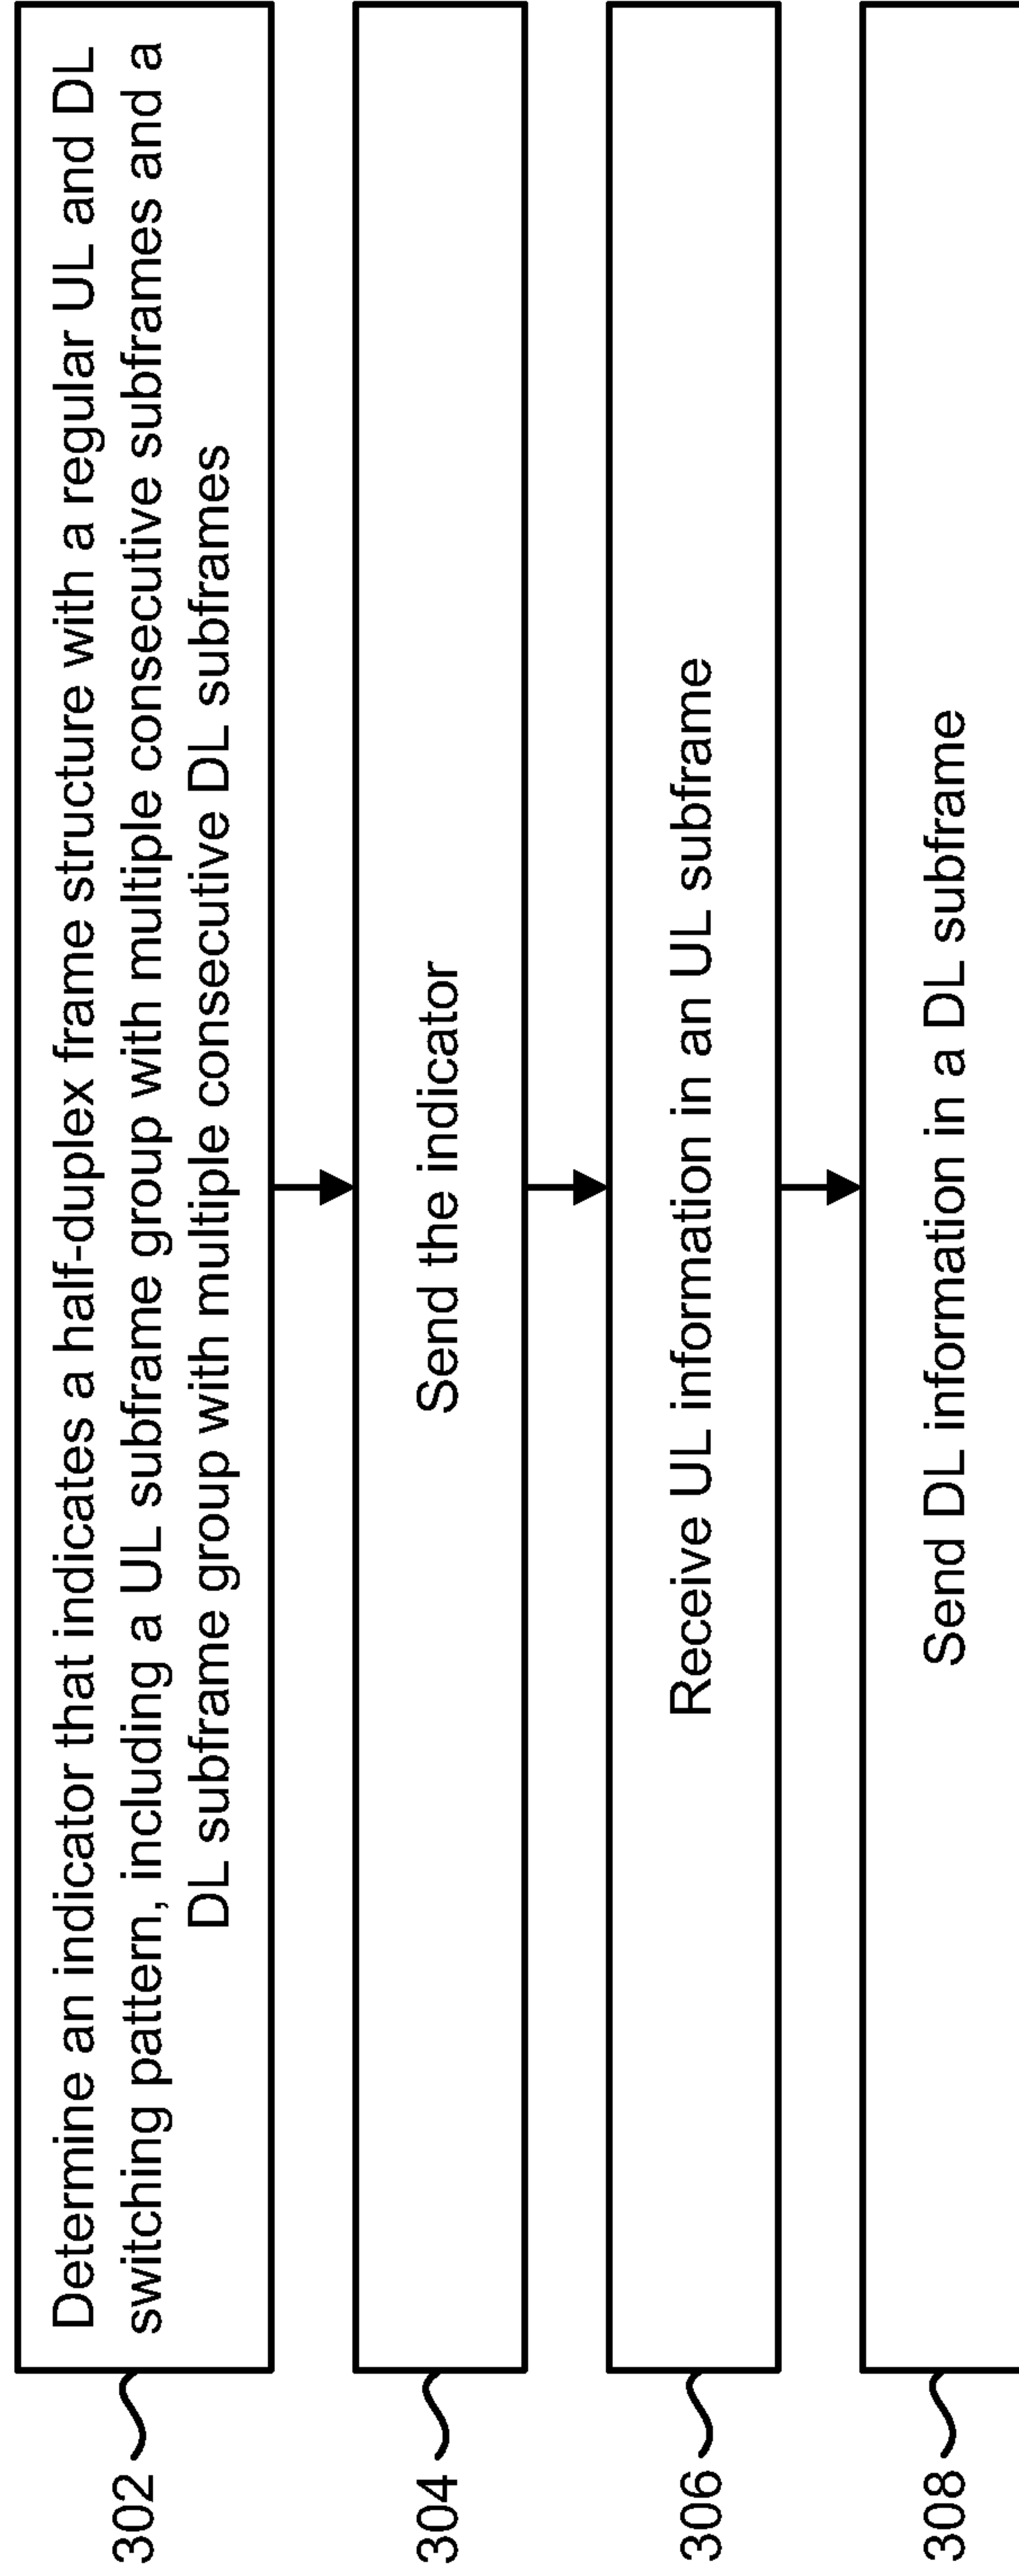 302
Determine an indicator that indicates a half-duplex frame structure with a regular UL and DL
switching pattern, including a UL subframe group with multiple consecutive subframes and a
DL subframe group with multiple consecutive DL subframes
304
Send the indicator
306
Receive UL information in an UL subframe
308
Send DL information in a DL subframe